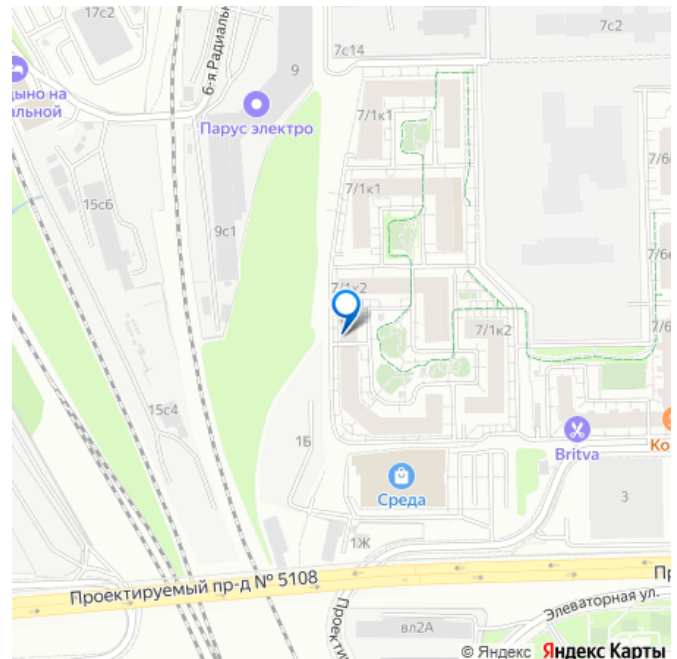 17с2
7с14
7с2
6-я Радиальн
9
ыно на
альной
Парус электро
7/1к1
7/1к1
15с6
9с1
7/6
7/6
7/1к2
7/1к2
7/6
15с4
1Б
Britva
Ко
Среда
3
1Ж
Проектируемый пр-д № 5108
Пр
Элеваторная ул.
Проекти
вл2А
© Яндекс Яндекс Карты